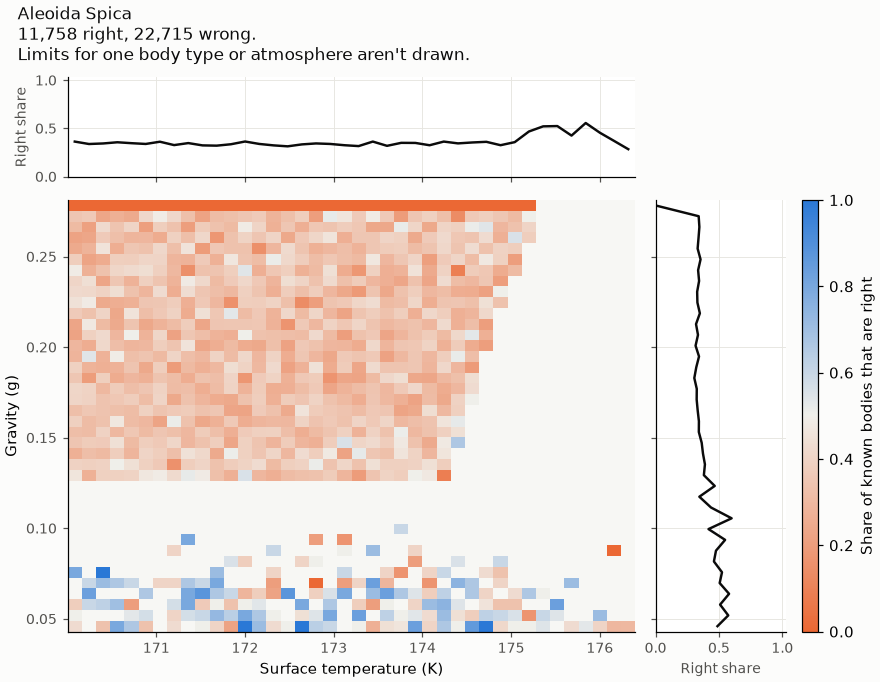 Aleoida Spica
11,758 right, 22,715 wrong.
Limits for one body type or atmosphere aren't drawn.
Right share
1.0
0.5
0.0
Gravity (g)
0.25
0.20
0.15
0.10
0.05
171
172
173
174
175
176
Surface temperature (K)
0.0
0.5
1.0
Right share
1.0
0.8
0.6
0.4
0.2
0.0
Share of known bodies that are right